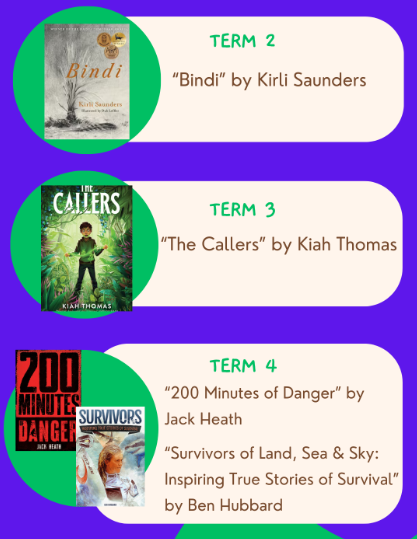 Bindi
Kirli Saunders
TERM 2
“Bindi” by Kirli Saunders
THE
CALLERS
KIAH THOMAS
TERM 3
“The Callers” by Kiah Thomas
200
MINUTES
DANGER
JACK HEATH
SURVIVORS
TERM 4
“200 Minutes of Danger” by
Jack Heath
“Survivors of Land, Sea & Sky:
Inspiring True Stories of Survival”
by Ben Hubbard